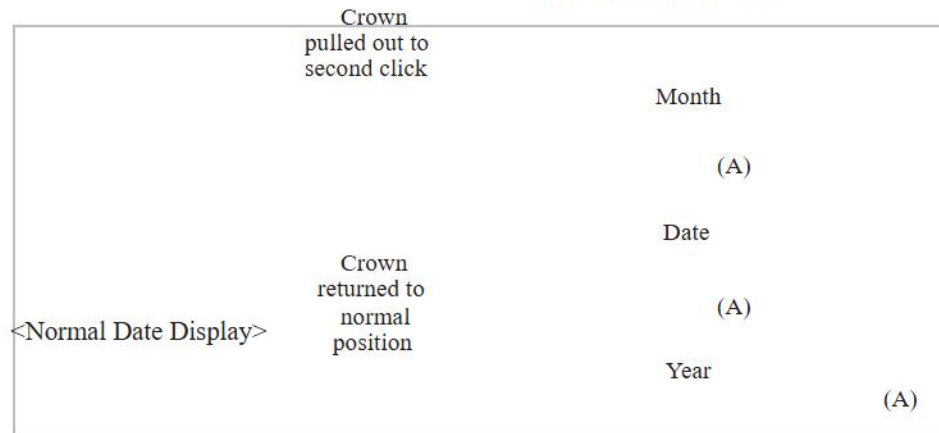 Crown
pulled out to
second click
Month
(A)
Date
Crown
returned to
normal
position
(A)
<Normal Date Display>
Year
(A)